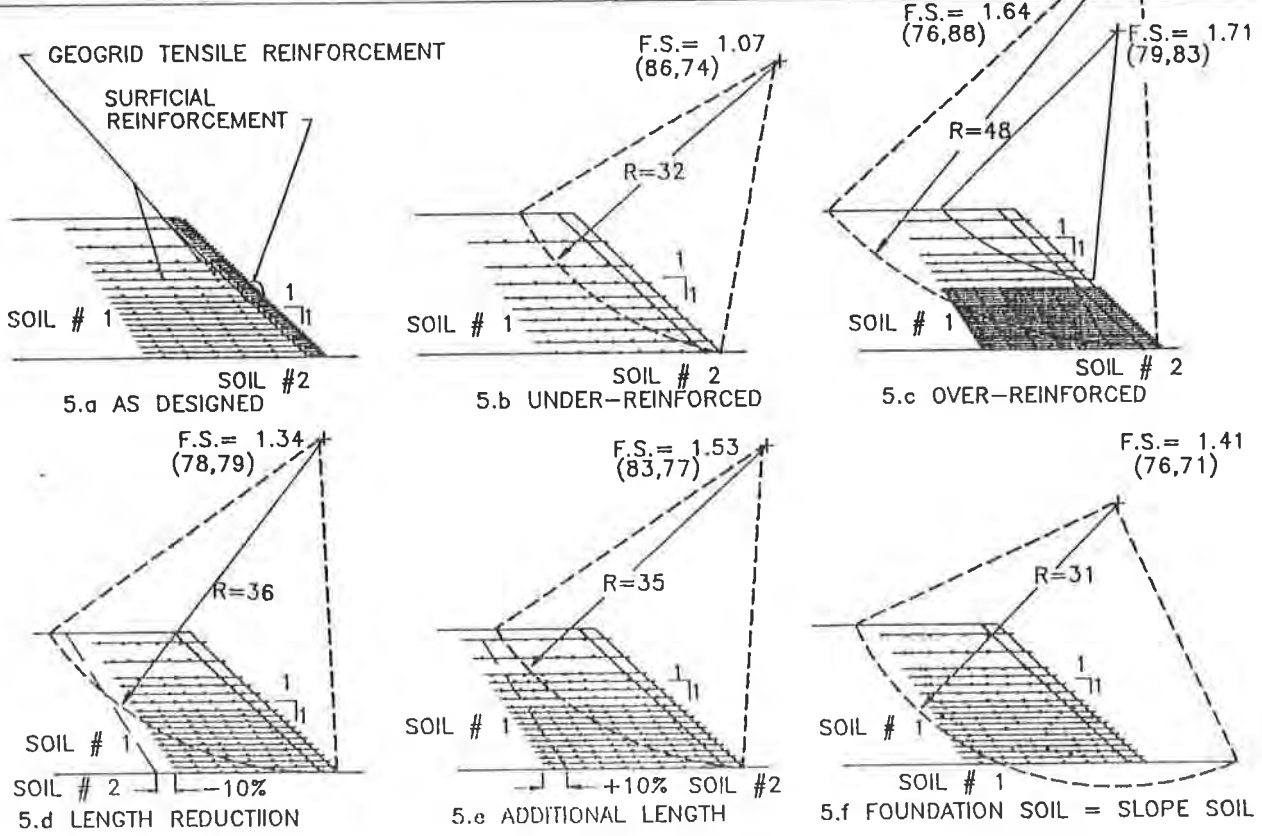 GEOGRID TENSILE REINFORCEMENT
SURFICIAL
REINFORCEMENT
1
1
SOIL # 1
SOIL #2
5.a AS DESIGNED
F.S.= 1.07
(86,74)
R=32
1
1
SOIL # 1
SOIL # 2
5.b UNDER-REINFORCED
F.S.= 1.64
(76,88)
F.S.= 1.71
(79,83)
R=48
1
1
SOIL # 1
SOIL # 2
5.c OVER-REINFORCED
F.S.= 1.34
(78,79)
R=36
1
1
SOIL # 1
SOIL # 2
-10%
5.d LENGTH REDUCTION
F.S.= 1.53
(83,77)
R=35
1
1
SOIL # 1
+10% SOIL #2
5.e ADDITIONAL LENGTH
F.S.= 1.41
(76,71)
R=31
1
1
SOIL # 1
SOIL # 1
5.f FOUNDATION SOIL = SLOPE SOIL